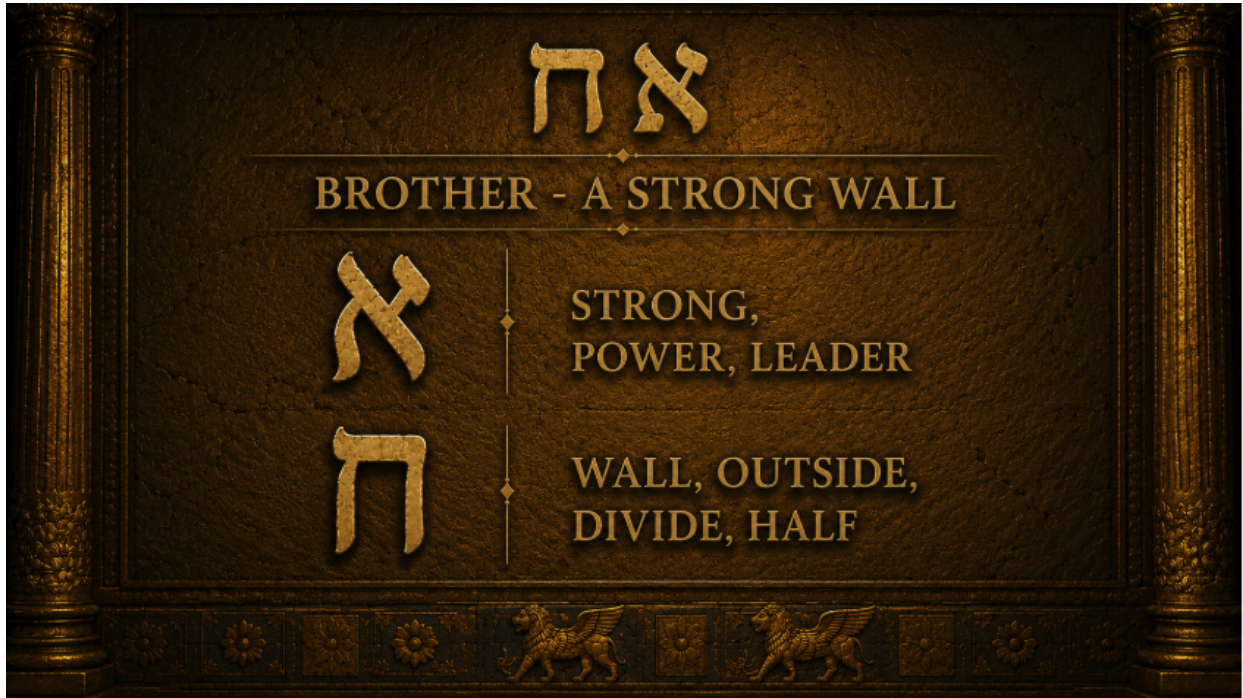 אח
BROTHER - A STRONG WALL
א
STRONG,
POWER, LEADER
ח
WALL, OUTSIDE,
DIVIDE, HALF